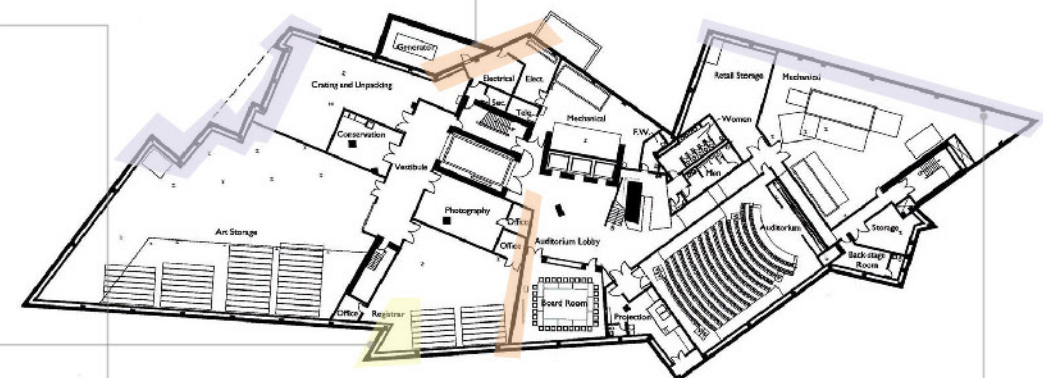 Generator
Retail Storage
Mechanical
Crating and Unpacking
Electrical
Elect.
Sec.
Tele.
Mechanical
F.W.
Women
Conservation
Men
Vestibule
Photography
Office
Office
Auditorium Lobby
Auditorium
Storage
Art Storage
Back-stage
Room
Board Room
Office
Registrar
Projection